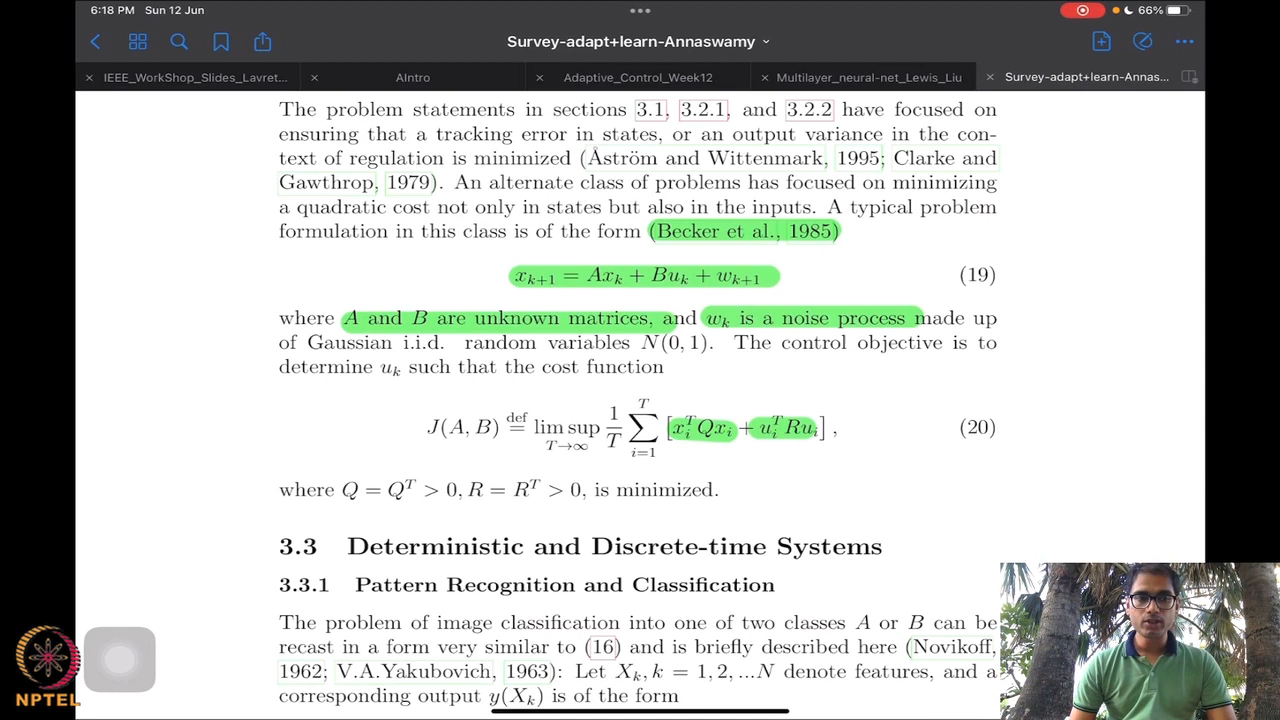 6:18 PM Sun 12 Jun
66%
Survey-adapt+learn-Annaswamy
IEEE_WorkShop_Slides_Lavret...
AIntro
Adaptive_Control_Week12
Multilayer_neural-net_Lewis_Liu
Survey-adapt+learn-Annas...
The problem statements in sections 3.1, 3.2.1, and 3.2.2 have focused on
ensuring that a tracking error in states, or an output variance in the con-
text of regulation is minimized (Åström and Wittenmark, 1995; Clarke and
Gawthrop, 1979). An alternate class of problems has focused on minimizing
a quadratic cost not only in states but also in the inputs. A typical problem
formulation in this class is of the form (Becker et al., 1985)
x_{k+1} = Ax_k + Bu_k + w_{k+1} (19)
where A and B are unknown matrices, and w_k is a noise process made up
of Gaussian i.i.d. random variables N(0, 1). The control objective is to
determine u_k such that the cost function
J(A, B) \stackrel{def}{=} \limsup_{T→∞} \frac{1}{T} \sum_{i=1}^{T} [x_i^T Q x_i + u_i^T R u_i], (20)
where Q = Q^T > 0, R = R^T > 0, is minimized.
3.3 Deterministic and Discrete-time Systems
3.3.1 Pattern Recognition and Classification
The problem of image classification into one of two classes A or B can be
recast in a form very similar to (16) and is briefly described here (Novikoff,
1962; V.A.Yakubovich, 1963): Let X_k, k = 1, 2, ...N denote features, and a
corresponding output y(X_k) is of the form
NPTEL